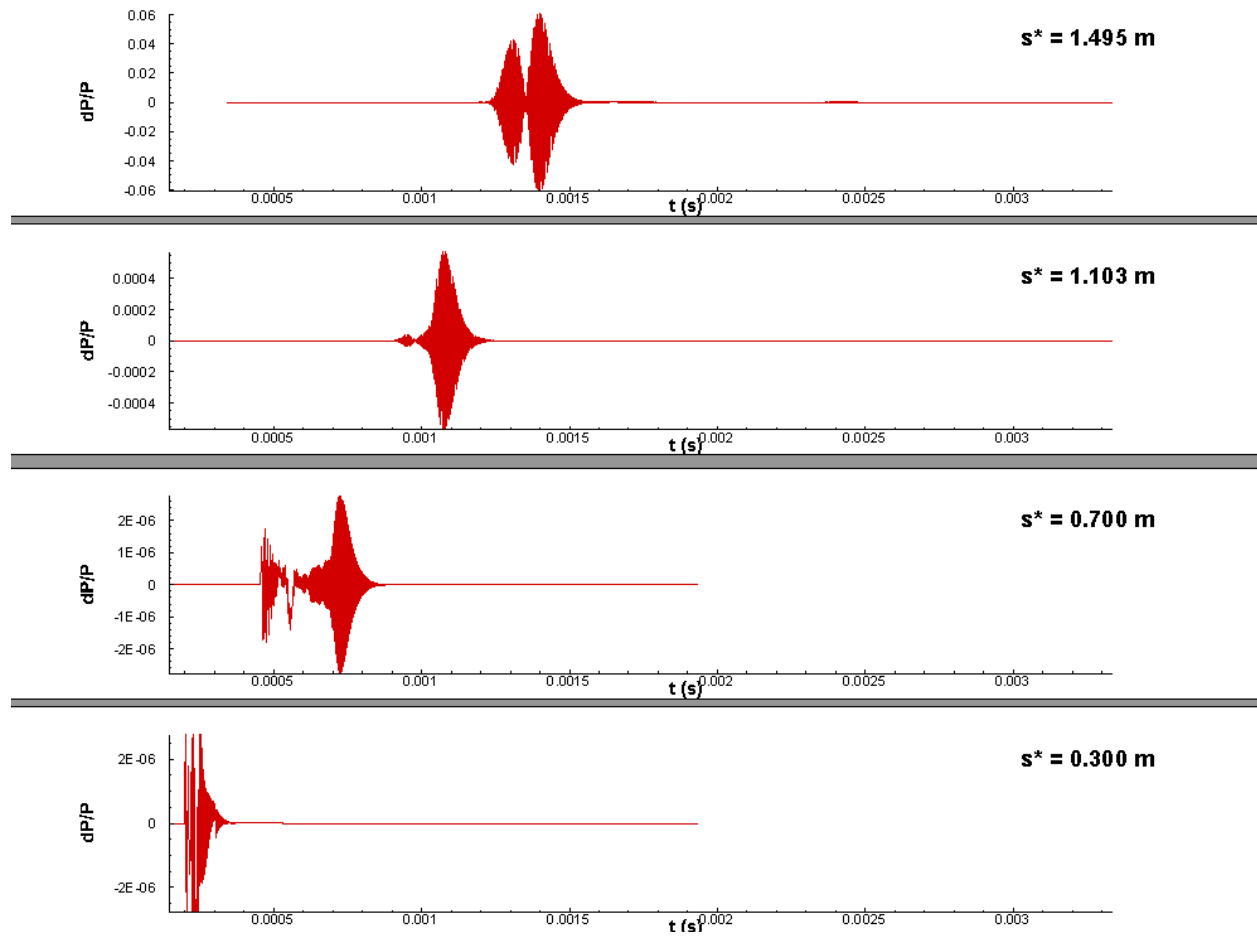 0.06
0.04
0.02
0
-0.02
-0.04
-0.06
dP/P
s* = 1.495 m
0.0005 0.001 0.0015 0.002 0.0025 0.003
t (s)
0.0004
0.0002
0
-0.0002
-0.0004
dP/P
s* = 1.103 m
0.0005 0.001 0.0015 0.002 0.0025 0.003
t (s)
2E-06
1E-06
0
-1E-06
-2E-06
dP/P
s* = 0.700 m
0.0005 0.001 0.0015 0.002 0.0025 0.003
t (s)
2E-06
0
-2E-06
dP/P
s* = 0.300 m
0.0005 0.001 0.0015 0.002 0.0025 0.003
t (s)